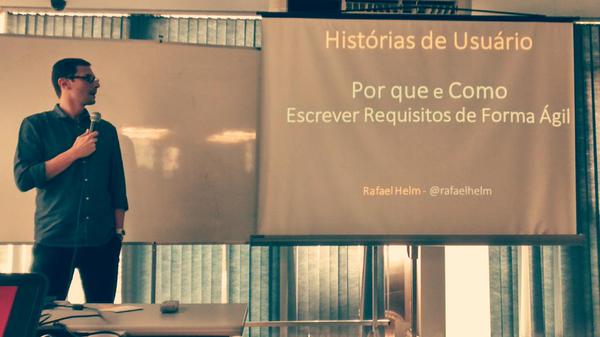 Histórias de Usuário
Por que e Como
Escrever Requisitos de Forma Ágil
Rafael Helm - @rafaelhelm